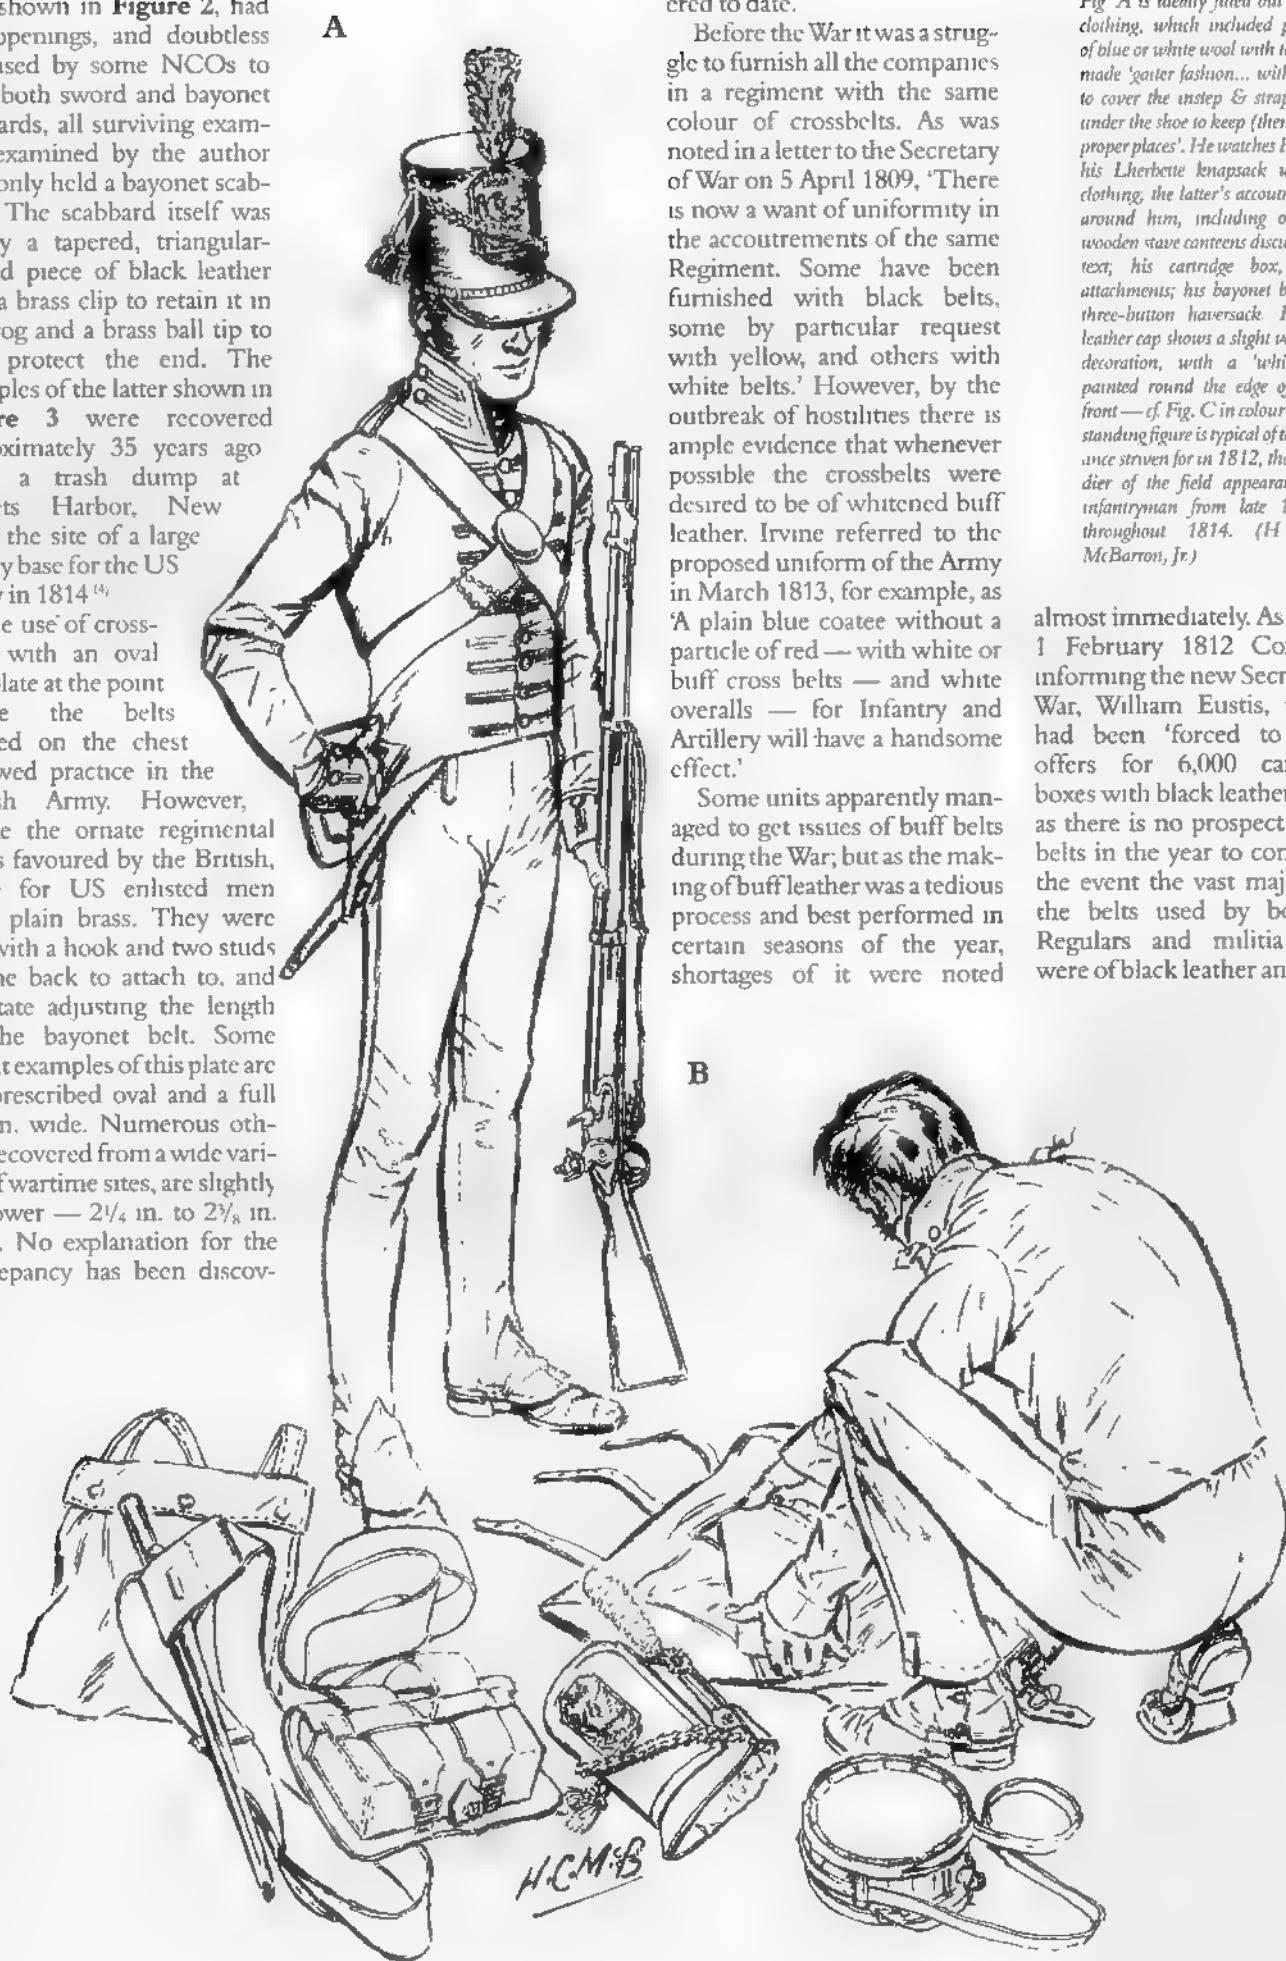 shown in Figure 2, had
openings, and doubtless
used by some NCOs to
both sword and bayonet
ards, all surviving exam-
examined by the author
only held a bayonet scab-
The scabbard itself was
y a tapered, triangular-
d piece of black leather
a brass clip to retain it in
rog and a brass ball tip to
protect the end. The
ples of the latter shown in
re 3 were recovered
oximately 35 years ago
a trash dump at
ts Harbor, New
the site of a large
y base for the US
y in 1814 (4)
e use of cross-
with an oval
late at the point
e the belts
ed on the chest
wed practice in the
sh Army. However,
e the ornate regimental
s favoured by the British,
for US enlisted men
plain brass. They were
with a hook and two studs
he back to attach to, and
tate adjusting the length
he bayonet belt. Some
t examples of this plate are
prescribed oval and a full
n. wide. Numerous oth-
ecovered from a wide vari-
f wartime sites, are slightly
ower — 2¼ in. to 2⅜ in.
. No explanation for the
epancy has been discov-
A
ered to date.
Before the War it was a strug-
gle to furnish all the companies
in a regiment with the same
colour of crossbelts. As was
noted in a letter to the Secretary
of War on 5 April 1809, ‘There
is now a want of uniformity in
the accoutrements of the same
Regiment. Some have been
furnished with black belts,
some by particular request
with yellow, and others with
white belts.’ However, by the
outbreak of hostilities there is
ample evidence that whenever
possible the crossbelts were
desired to be of whitened buff
leather. Irvine referred to the
proposed uniform of the Army
in March 1813, for example, as
‘A plain blue coatee without a
particle of red — with white or
buff cross belts — and white
overalls — for Infantry and
Artillery will have a handsome
effect.’
Some units apparently man-
aged to get issues of buff belts
during the War; but as the mak-
ing of buff leather was a tedious
process and best performed in
certain seasons of the year,
shortages of it were noted
Fig A is ideally fitted out
clothing, which included p
of blue or white wool with
made 'gaiter fashion... with
to cover the instep & strap
under the shoe to keep (ther
proper places'. He watches
his Lherbette knapsack w
clothing; the latter's accout
around him, including o
wooden stave canteens discu
text; his cartridge box,
attachments; his bayonet b
three-button haversack.
leather cap shows a slight v
decoration, with a 'whi
painted round the edge o
front — cf. Fig. C in colour
standing figure is typical of t
ance striven for in 1812, the
dier of the field appearan
infantryman from late 1
throughout 1814. (H
McBarron, Jr.)
almost immediately. As
1 February 1812 Co
informing the new Secr
War, William Eustis,
had been ‘forced to
offers for 6,000 car
boxes with black leather
as there is no prospect
belts in the year to con
the event the vast maj
the belts used by bo
Regulars and militia
were of black leather an
B
H.C.McB